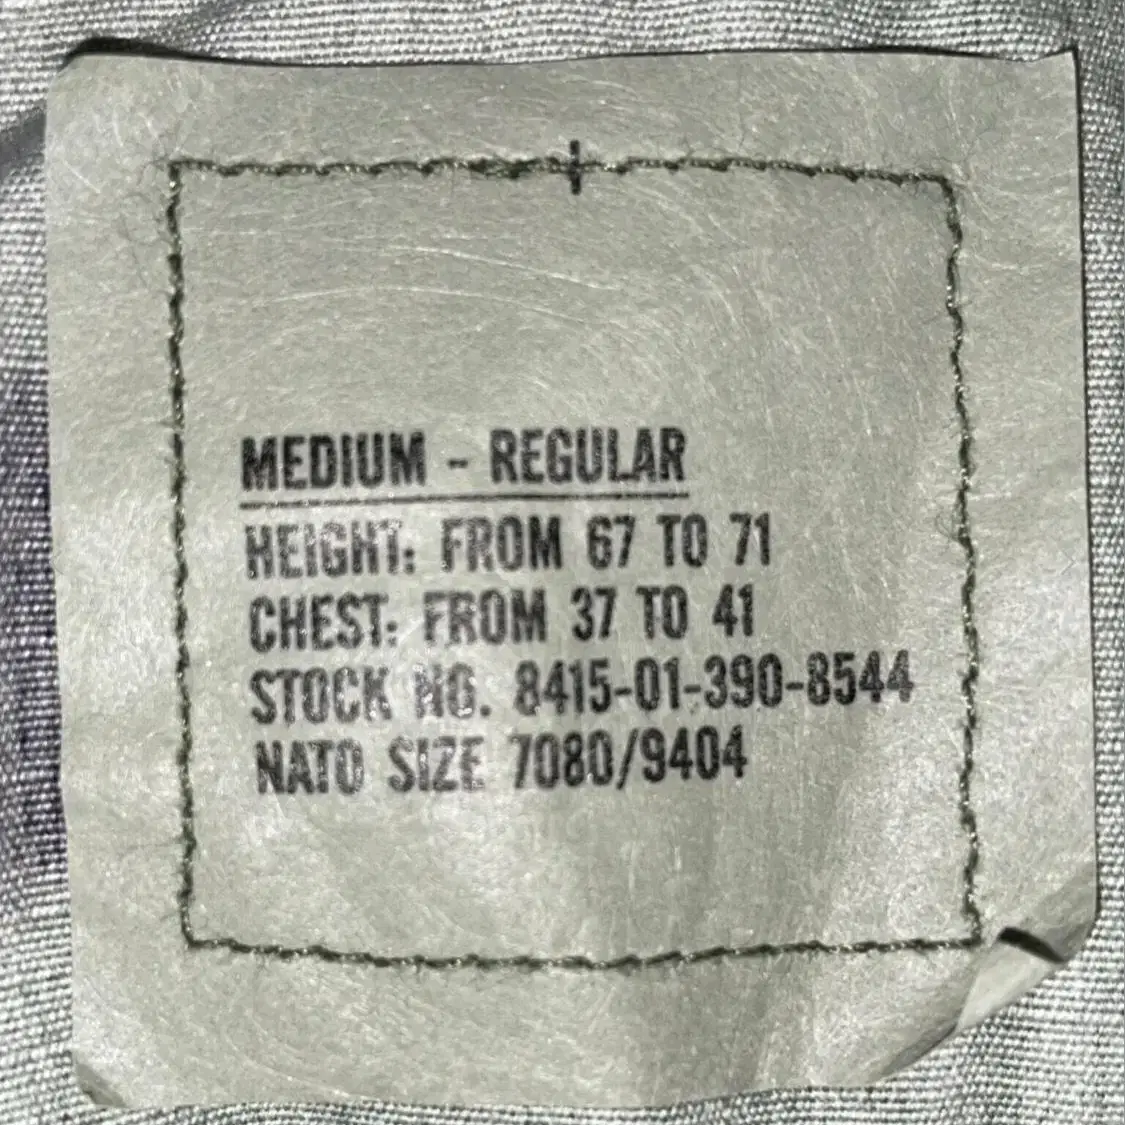 MEDIUM - REGULAR
HEIGHT: FROM 67 TO 71
CHEST: FROM 37 TO 41
STOCK NO. 8415-01-390-8544
NATO SIZE 7080/9404